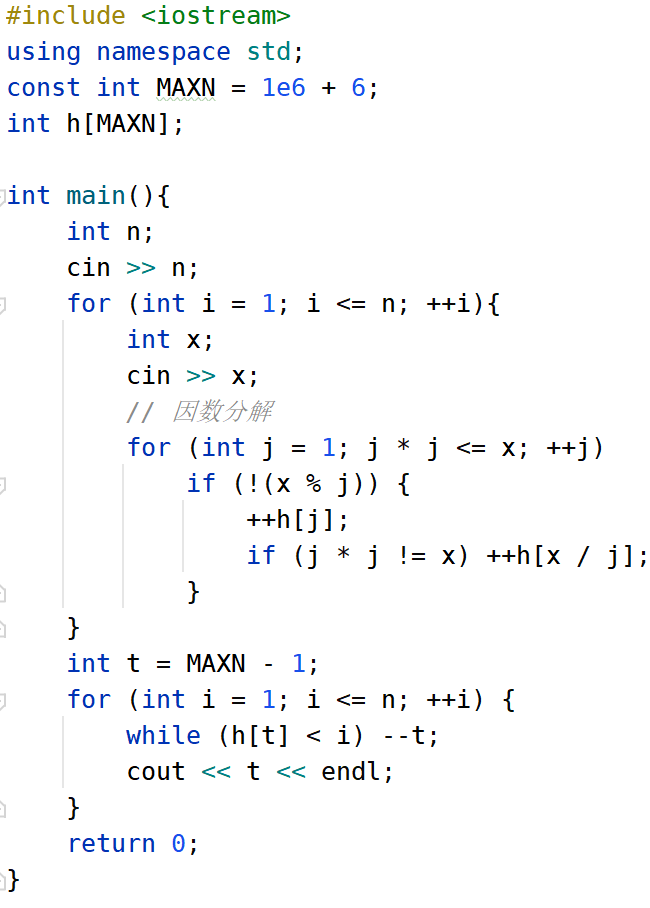 #include <iostream>
using namespace std;
const int MAXN = 1e6 + 6;
int h[MAXN];

int main(){
    int n;
    cin >> n;
    for (int i = 1; i <= n; ++i){
        int x;
        cin >> x;
        // 因数分解
        for (int j = 1; j * j <= x; ++j)
            if (!(x % j)) {
                ++h[j];
                if (j * j != x) ++h[x / j];
            }
    }
    int t = MAXN - 1;
    for (int i = 1; i <= n; ++i) {
        while (h[t] < i) --t;
        cout << t << endl;
    }
    return 0;
}